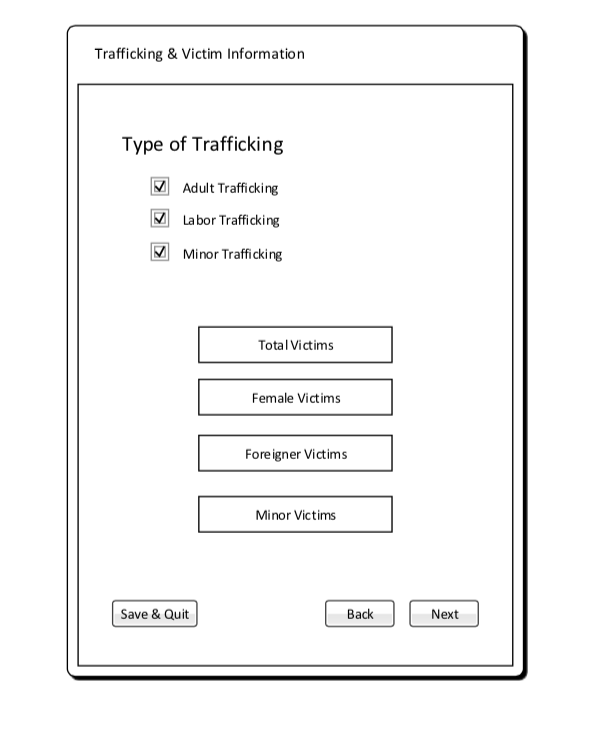 Trafficking & Victim Information
Type of Trafficking
Adult Trafficking
Labor Trafficking
Minor Trafficking
Total Victims
Female Victims
Foreigner Victims
Minor Victims
Save & Quit
Back
Next